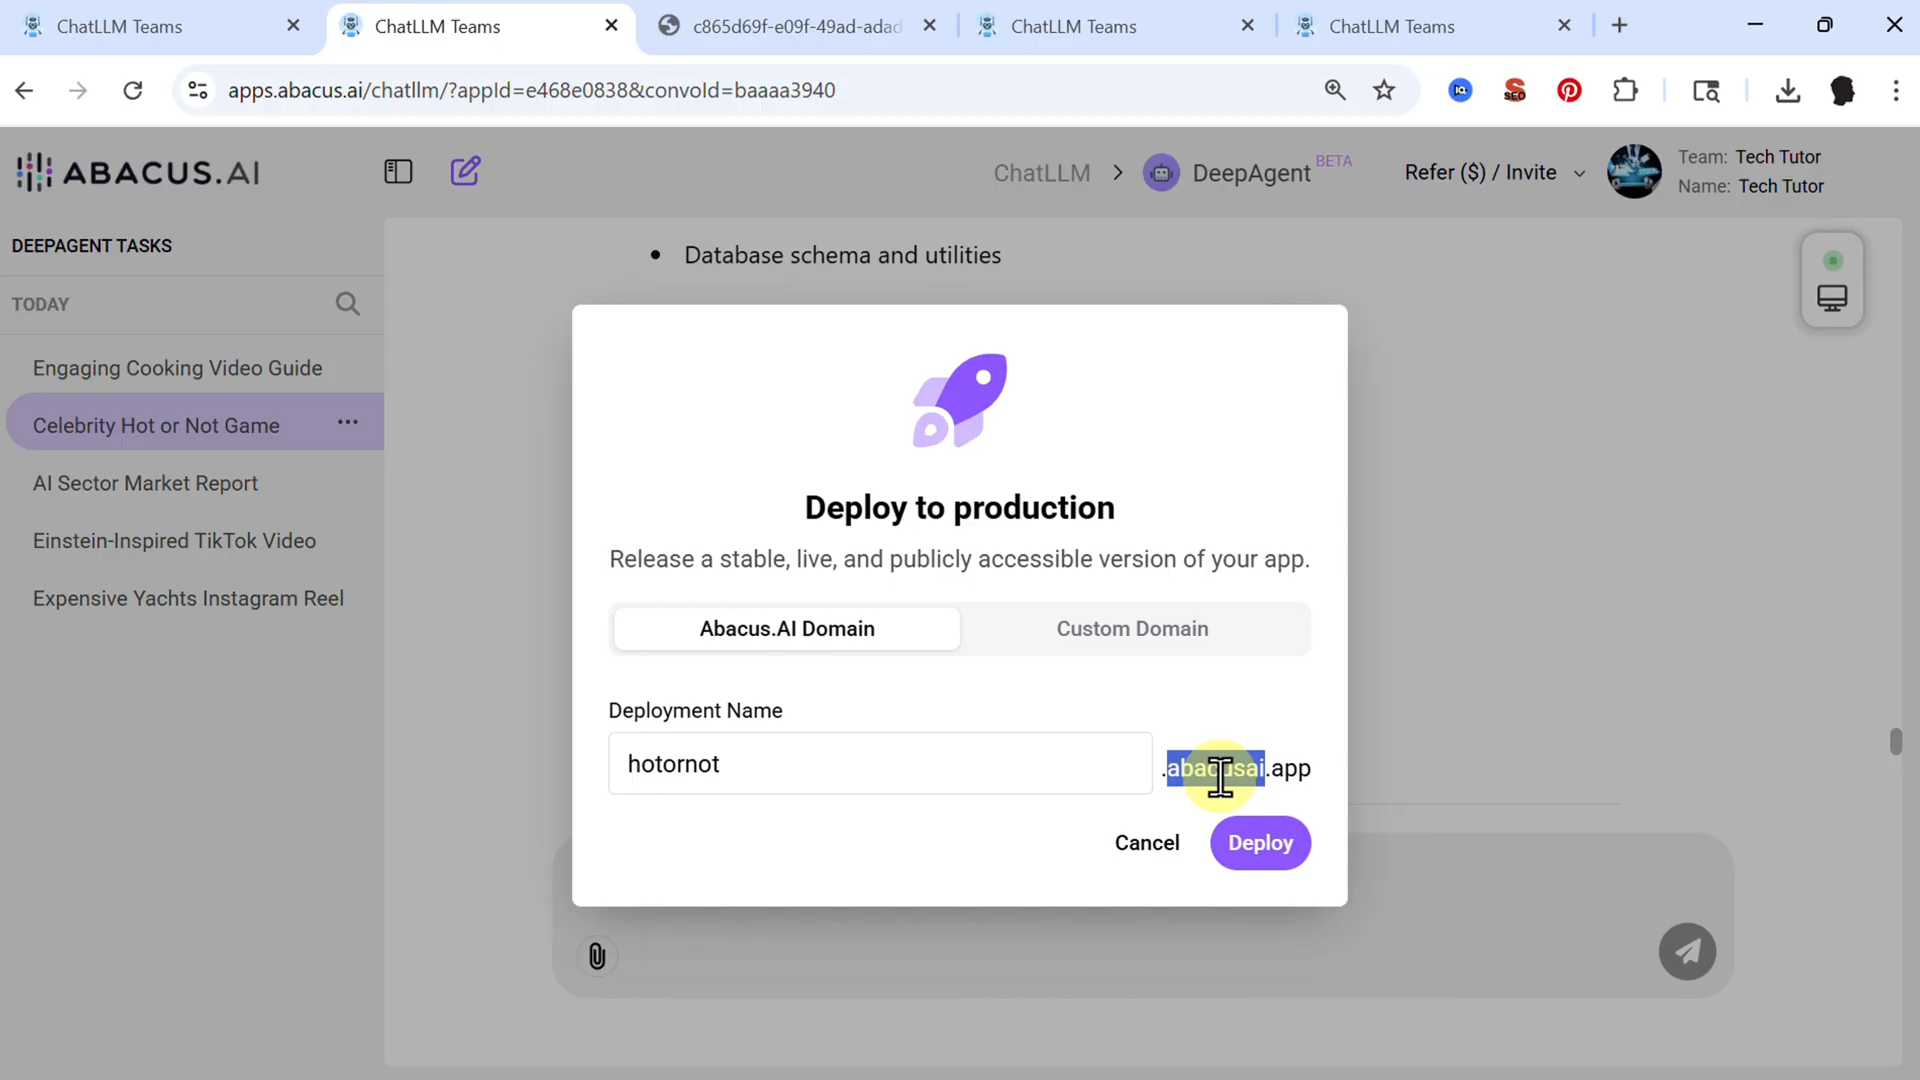 ChatLLM Teams
ChatLLM Teams
c865d69f-e09f-49ad-adad
ChatLLM Teams
ChatLLM Teams
apps.abacus.ai/chatllm/?appId=e468e0838&convoId=baaaa3940
SEO
ABACUS.AI
ChatLLM > DeepAgent BETA
Refer ($) / Invite
Team: Tech Tutor
Name: Tech Tutor
DEEPAGENT TASKS
TODAY
Engaging Cooking Video Guide
Celebrity Hot or Not Game
AI Sector Market Report
Einstein-Inspired TikTok Video
Expensive Yachts Instagram Reel
• Database schema and utilities
Deploy to production
Release a stable, live, and publicly accessible version of your app.
Abacus.AI Domain
Custom Domain
Deployment Name
hotornot
.abacusai.app
Cancel
Deploy